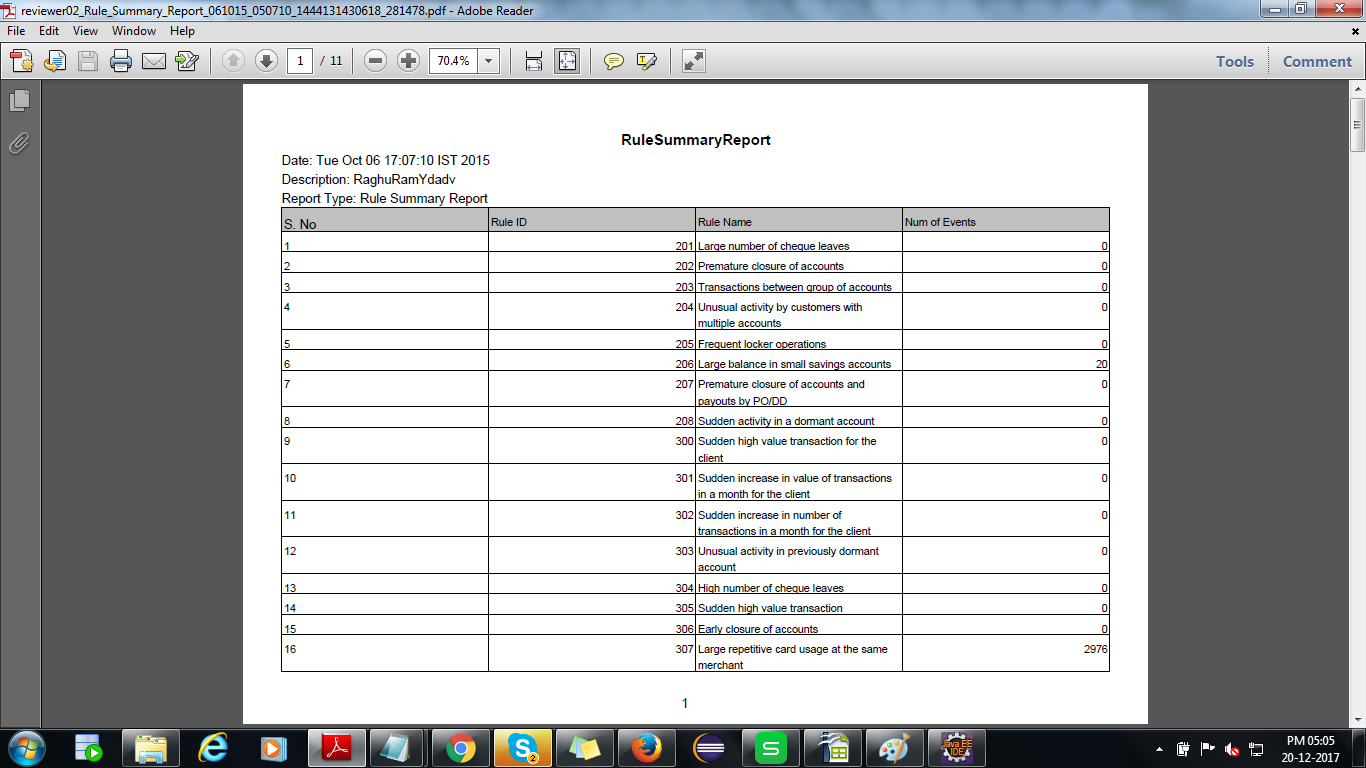 reviewer02_Rule_Summary_Report_061015_050710_1444131430618_281478.pdf - Adobe Reader
File Edit View Window Help
1 / 11 70.4% Tools Comment
RuleSummaryReport
Date: Tue Oct 06 17:07:10 IST 2015
Description: RaghuRamYdadv
Report Type: Rule Summary Report
S. No Rule ID Rule Name Num of Events
1 201 Large number of cheque leaves 0
2 202 Premature closure of accounts 0
3 203 Transactions between group of accounts 0
4 204 Unusual activity by customers with 0
multiple accounts
5 205 Frequent locker operations 0
6 206 Large balance in small savings accounts 20
7 207 Premature closure of accounts and 0
payouts by PO/DD
8 208 Sudden activity in a dormant account 0
9 300 Sudden high value transaction for the 0
client
10 301 Sudden increase in value of transactions 0
in a month for the client
11 302 Sudden increase in number of 0
transactions in a month for the client
12 303 Unusual activity in previously dormant 0
account
13 304 High number of cheque leaves 0
14 305 Sudden high value transaction 0
15 306 Early closure of accounts 0
16 307 Large repetitive card usage at the same 2976
merchant
1
S 2 Java EE IDE
PM 05:05
20-12-2017